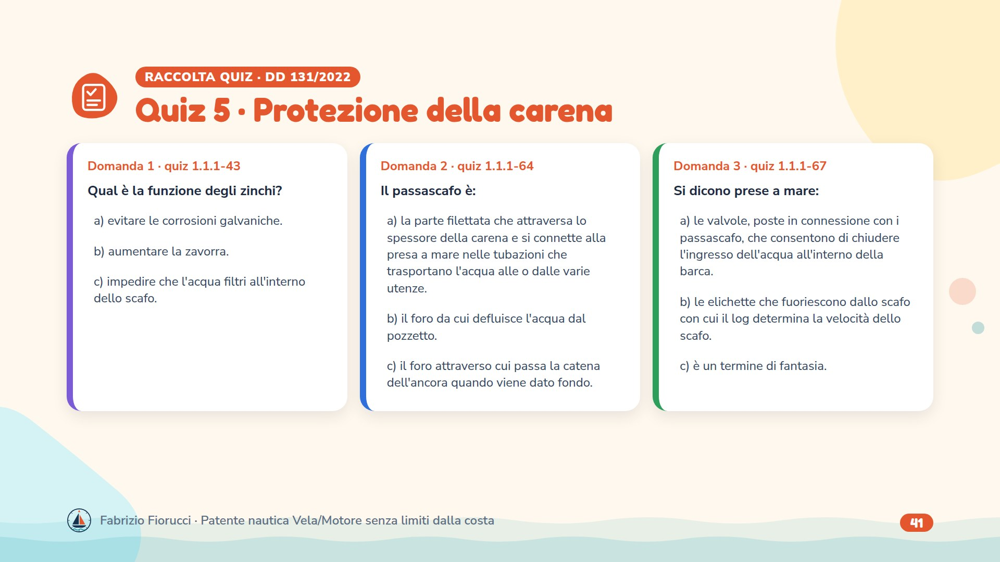 RACCOLTA QUIZ · DD 131/2022
Quiz 5 · Protezione della carena
Domanda 1 · quiz 1.1.1-43
Qual è la funzione degli zinchi?
a) evitare le corrosioni galvaniche.
b) aumentare la zavorra.
c) impedire che l'acqua filtri all'interno
dello scafo.
Domanda 2 · quiz 1.1.1-64
Il passascafo è:
a) la parte filettata che attraversa lo
spessore della carena e si connette alla
presa a mare nelle tubazioni che
trasportano l'acqua alle o dalle varie
utenze.
b) il foro da cui defluisce l'acqua dal
pozzetto.
c) il foro attraverso cui passa la catena
dell'ancora quando viene dato fondo.
Domanda 3 · quiz 1.1.1-67
Si dicono prese a mare:
a) le valvole, poste in connessione con i
passascafo, che consentono di chiudere
l'ingresso dell'acqua all'interno della
barca.
b) le elichette che fuoriescono dallo scafo
con cui il log determina la velocità dello
scafo.
c) è un termine di fantasia.
Fabrizio Fiorucci · Patente nautica Vela/Motore senza limiti dalla costa
41